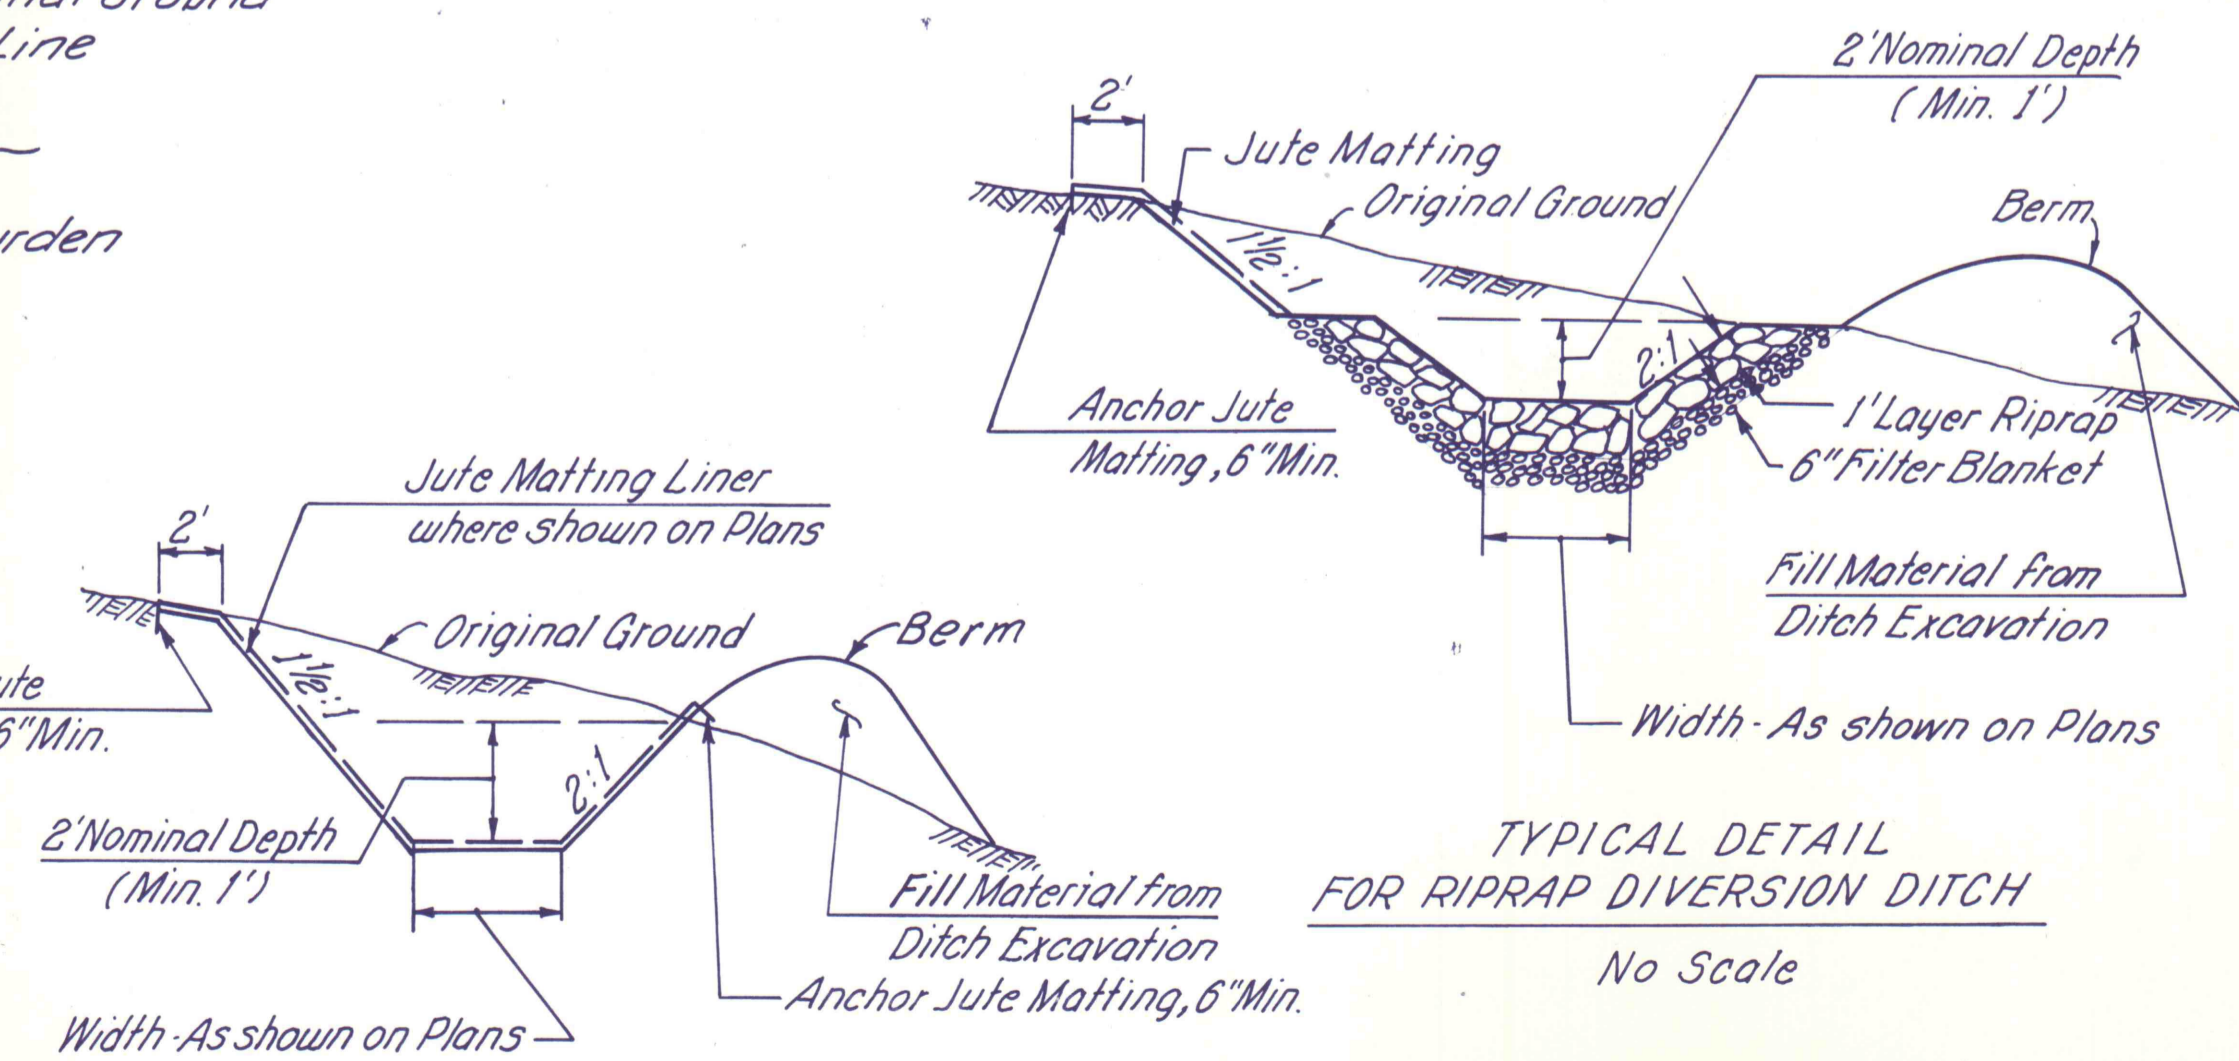 Line
2'
Jute Matting
Original Ground
2' Nominal Depth
(Min. 1')
Berm
1½:1
2:1
Anchor Jute
Matting, 6" Min.
1' Layer Riprap
6" Filter Blanket
Fill Material from
Ditch Excavation
Width - As shown on Plans
TYPICAL DETAIL
FOR RIPRAP DIVERSION DITCH
No Scale
Jute Matting Liner
where shown on Plans
2'
Original Ground
Berm
1½:1
2:1
6" Min.
2' Nominal Depth
(Min. 1')
Fill Material from
Ditch Excavation
Anchor Jute Matting, 6" Min.
Width - As shown on Plans